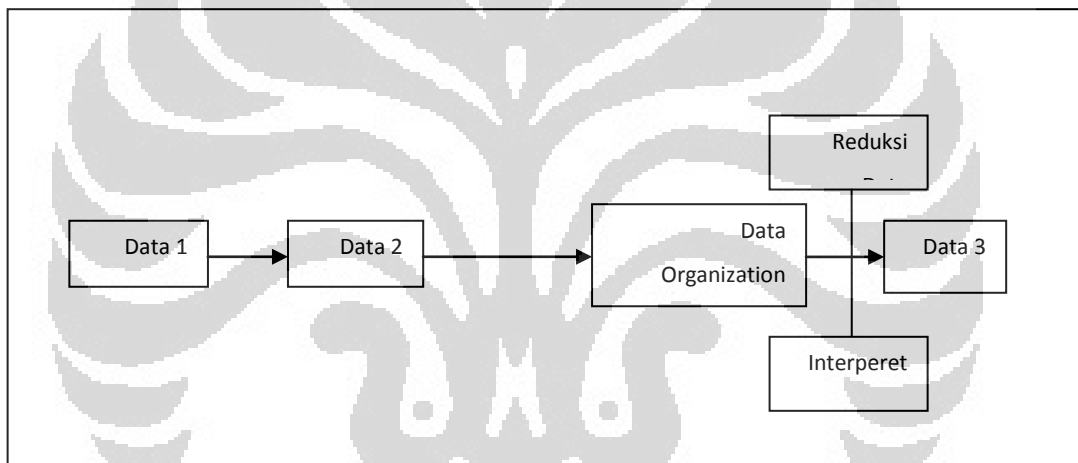 Reduksi
Data 1
Data 2
Data
Organization
Data 3
Interperet